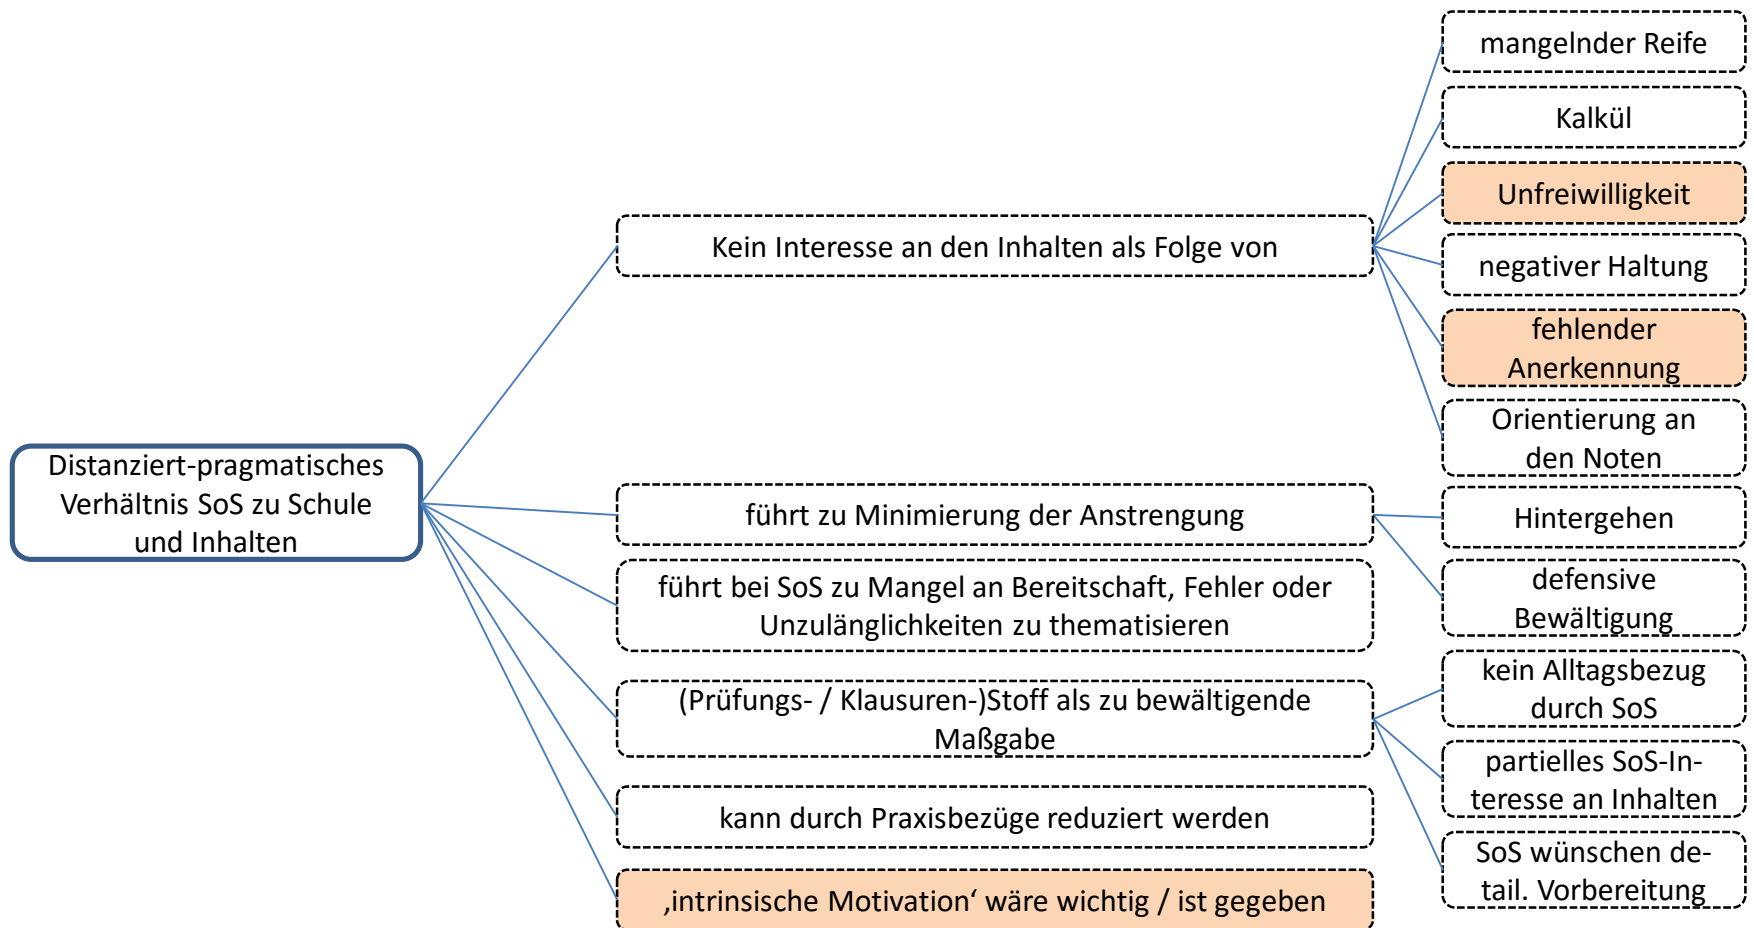 mangelnder Reife
Kalkül
Unfreiwilligkeit
Kein Interesse an den Inhalten als Folge von
negativer Haltung
fehlender
Anerkennung
Orientierung an
den Noten
Distanziert-pragmatisches
Verhältnis SoS zu Schule
und Inhalten
führt zu Minimierung der Anstrengung
Hintergehen
defensive
Bewältigung
führt bei SoS zu Mangel an Bereitschaft, Fehler oder
Unzulänglichkeiten zu thematisieren
(Prüfungs- / Klausuren-)Stoff als zu bewältigende
Maßgabe
kein Alltagsbezug
durch SoS
partielles SoS-In-
teresse an Inhalten
SoS wünschen de-
tail. Vorbereitung
kann durch Praxisbezüge reduziert werden
‚intrinsische Motivation‘ wäre wichtig / ist gegeben